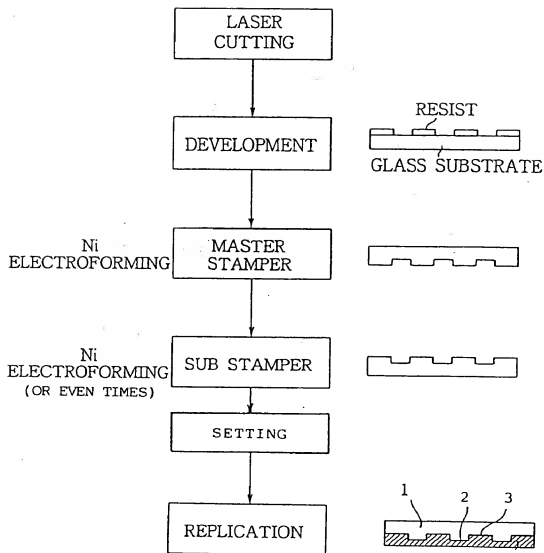 LASER
CUTTING
DEVELOPMENT
RESIST
GLASS SUBSTRATE
Ni
ELECTROFORMING
MASTER
STAMPER
Ni
ELECTROFORMING
(OR EVEN TIMES)
SUB STAMPER
SETTING
REPLICATION
1
2
3